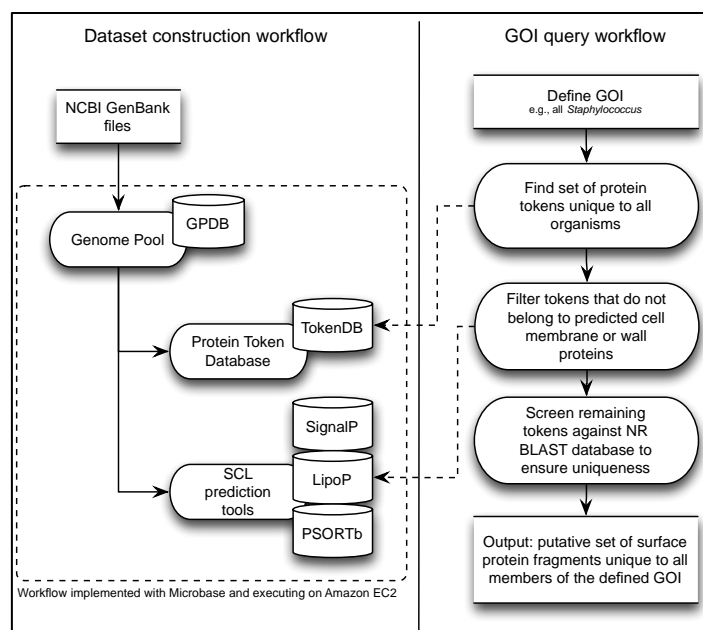 Dataset construction workflow
NCBI GenBank
files
Genome Pool
GPDB
Protein Token
Database
TokenDB
SCL
prediction
tools
SignalP
LipoP
PSORTb
Workflow implemented with Microbase and executing on Amazon EC2
GOI query workflow
Define GOI
e.g., all Staphylococcus
Find set of protein
tokens unique to all
organisms
Filter tokens that do not
belong to predicted cell
membrane or wall
proteins
Screen remaining
tokens against NR
BLAST database to
ensure uniqueness
Output: putative set of surface
protein fragments unique to all
members of the defined GOI